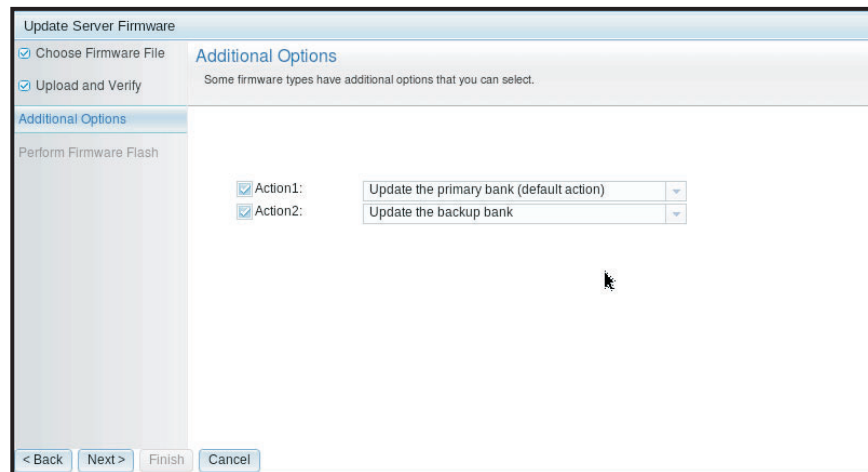 Update Server Firmware
Choose Firmware File
Upload and Verify
Additional Options
Perform Firmware Flash
Additional Options
Some firmware types have additional options that you can select.
Action1: Update the primary bank (default action)
Action2: Update the backup bank
< Back Next > Finish Cancel